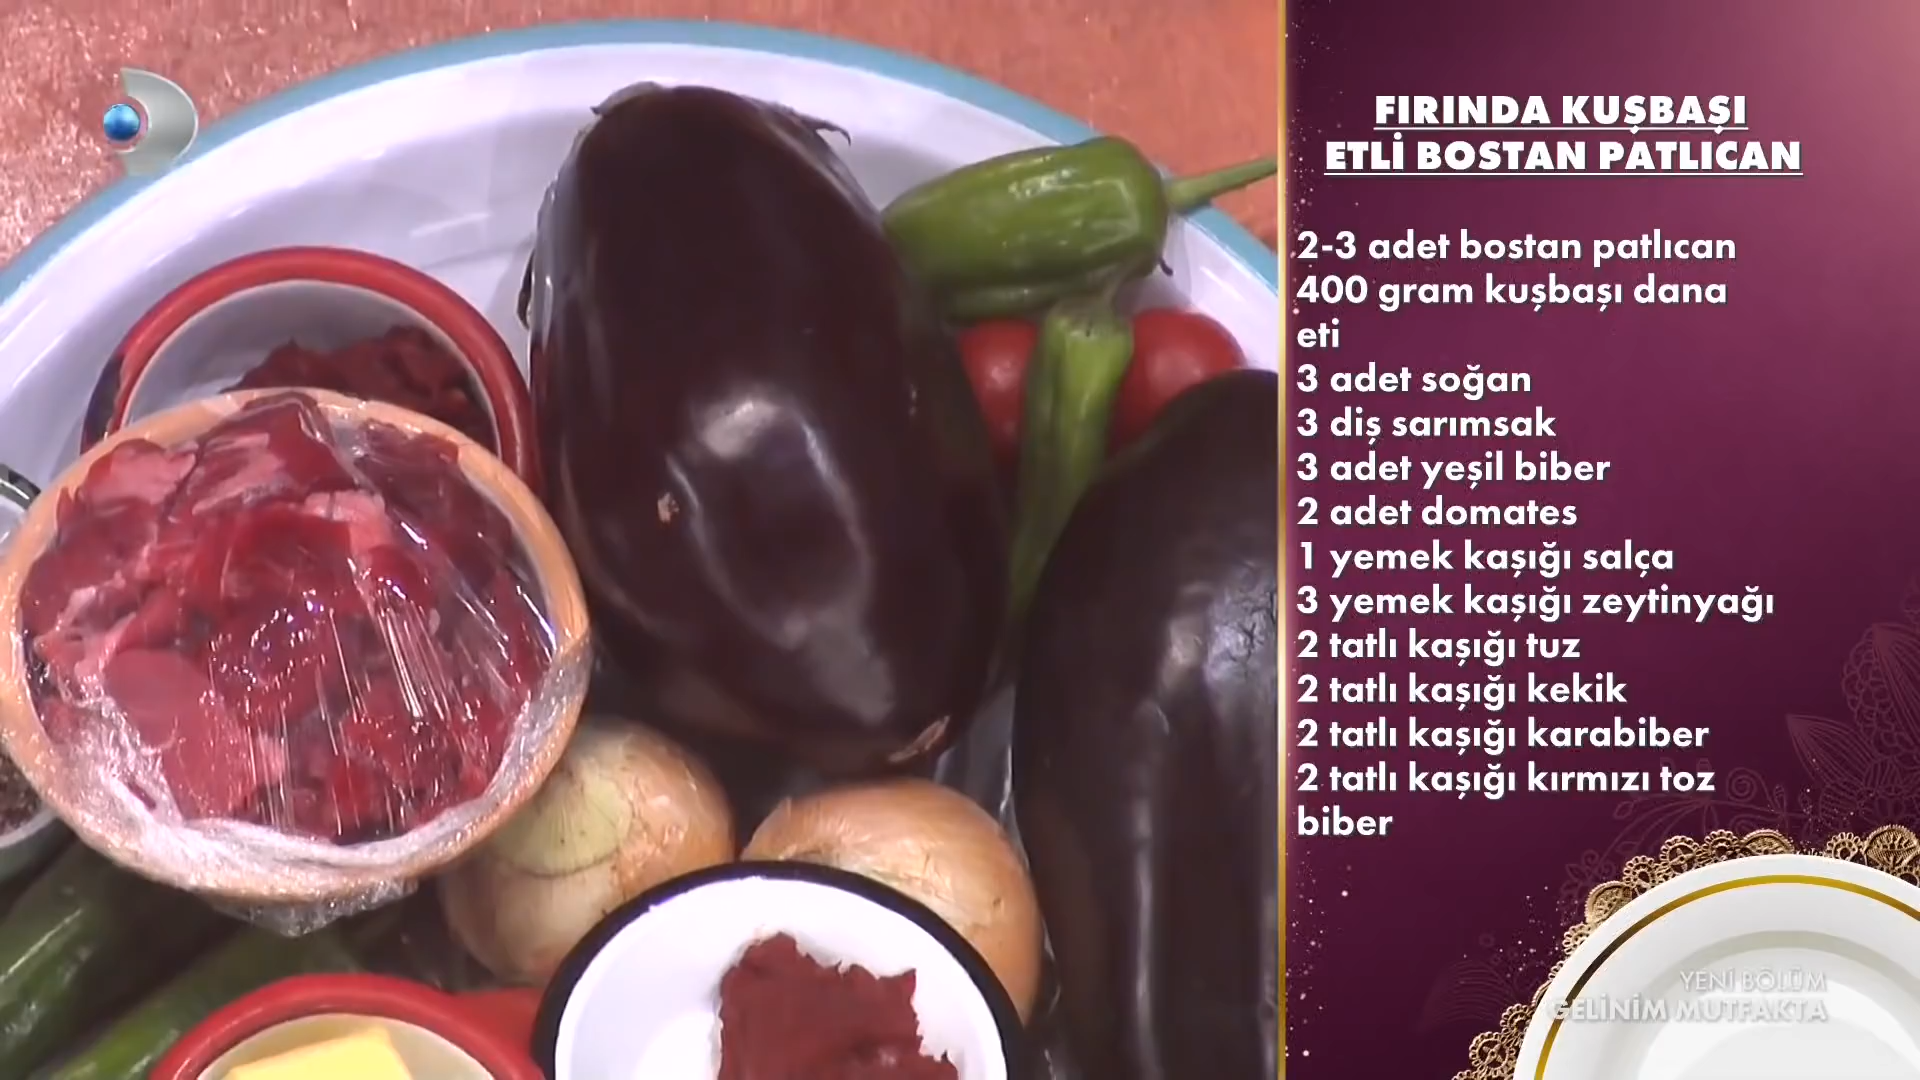 FIRINDA KUŞBAŞI
ETLİ BOSTAN PATLICAN
2-3 adet bostan patlıcan
400 gram kuşbaşı dana
eti
3 adet soğan
3 diş sarımsak
3 adet yeşil biber
2 adet domates
1 yemek kaşığı salça
3 yemek kaşığı zeytinyağı
2 tatlı kaşığı tuz
2 tatlı kaşığı kekik
2 tatlı kaşığı karabiber
2 tatlı kaşığı kırmızı toz
biber
YENİ BÖLÜM
GELİNİM MUTFAKTA